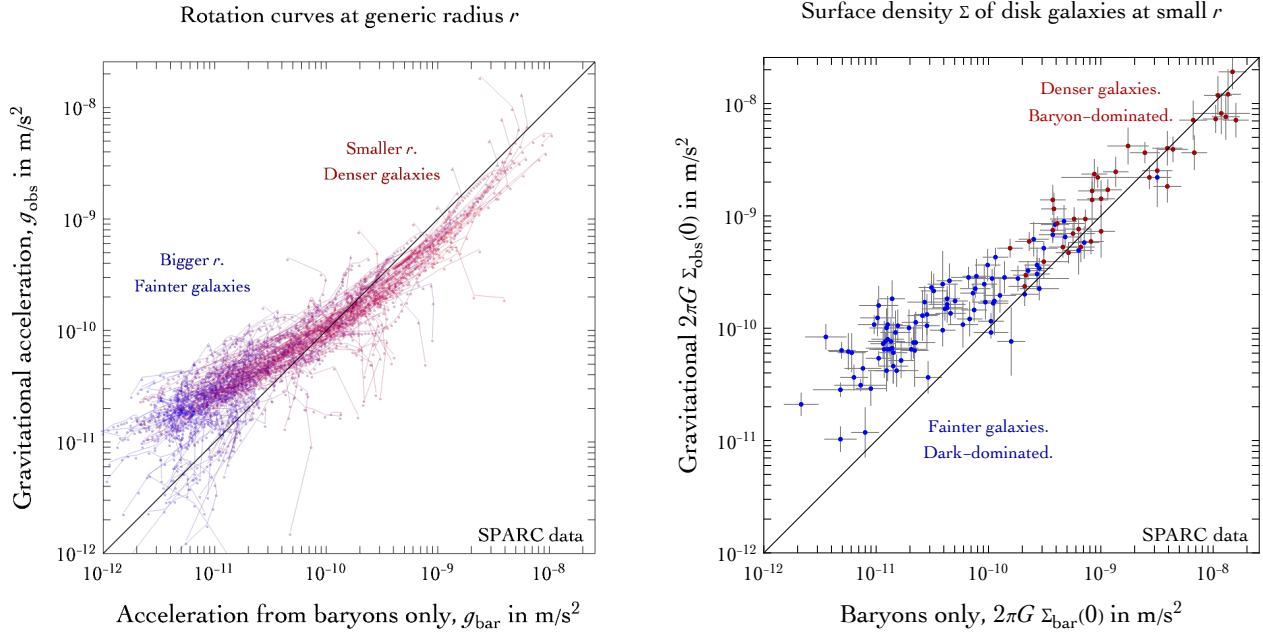 Rotation curves at generic radius r
Gravitational acceleration, g_obs in m/s²
10⁻⁸
10⁻⁹
10⁻¹⁰
10⁻¹¹
10⁻¹²
Smaller r.
Denser galaxies
Bigger r.
Fainter galaxies
SPARC data
10⁻¹² 10⁻¹¹ 10⁻¹⁰ 10⁻⁹ 10⁻⁸
Acceleration from baryons only, g_bar in m/s²
Surface density Σ of disk galaxies at small r
Gravitational 2πG Σ_obs(0) in m/s²
10⁻⁸
10⁻⁹
10⁻¹⁰
10⁻¹¹
10⁻¹²
Denser galaxies.
Baryon-dominated.
Fainter galaxies.
Dark-dominated.
SPARC data
10⁻¹² 10⁻¹¹ 10⁻¹⁰ 10⁻⁹ 10⁻⁸
Baryons only, 2πG Σ_bar(0) in m/s²